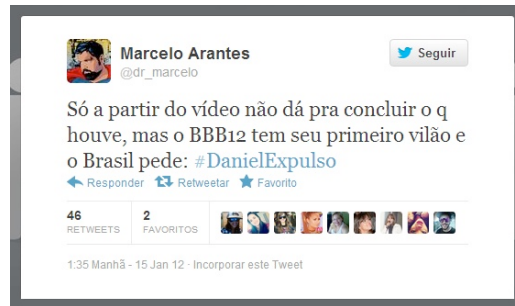 Marcelo Arantes
@dr_marcelo
Seguir
Só a partir do vídeo não dá pra concluir o q
houve, mas o BBB12 tem seu primeiro vilão e
o Brasil pede: #DanielExpulso
Responder Retweetar Favorito
46 RETWEETS
2 FAVORITOS
1:35 Manhã - 15 Jan 12 · Incorporar este Tweet